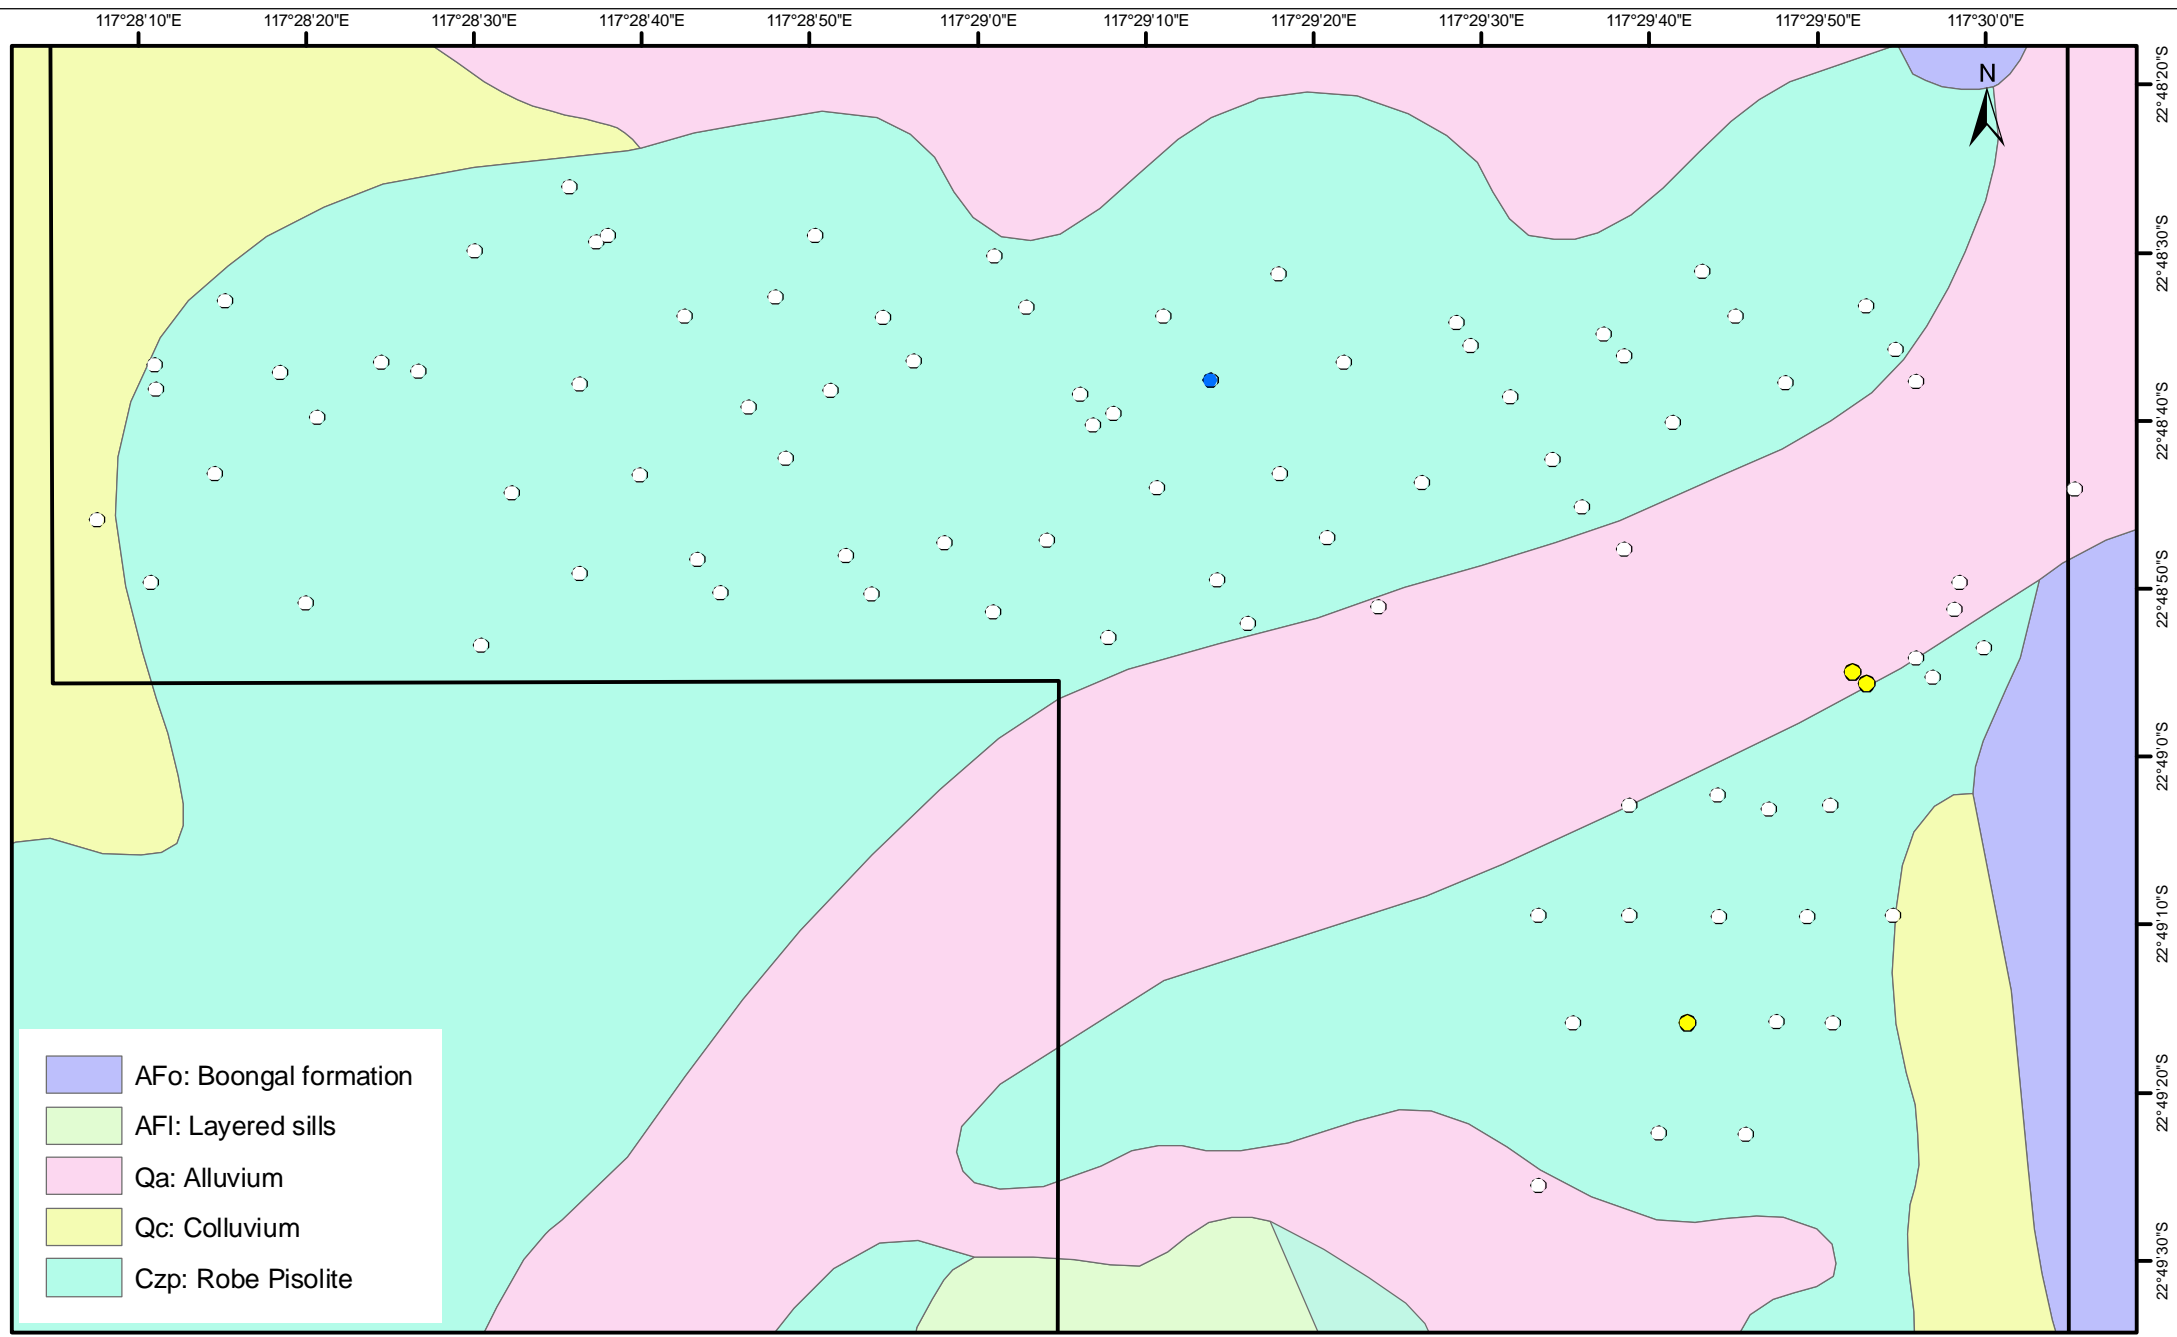 117°28'10"E 117°28'20"E 117°28'30"E 117°28'40"E 117°28'50"E 117°29'0"E 117°29'10"E 117°29'20"E 117°29'30"E 117°29'40"E 117°29'50"E 117°30'0"E
N
22°48'20"S
22°48'30"S
22°48'40"S
22°48'50"S
22°49'0"S
22°49'10"S
22°49'20"S
22°49'30"S
AFo: Boongal formation
AFl: Layered sills
Qa: Alluvium
Qc: Colluvium
Czp: Robe Pisolite